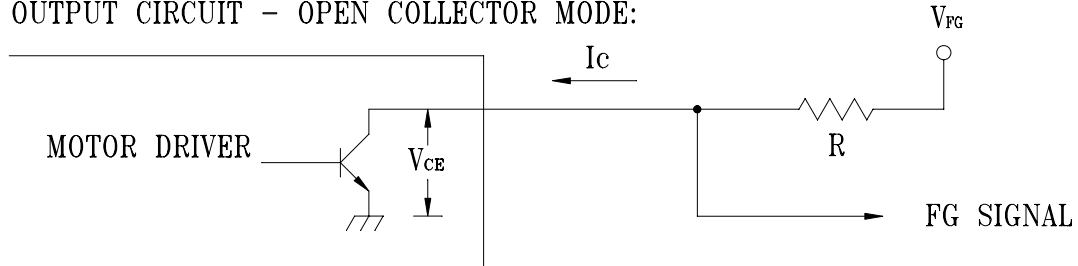 OUTPUT CIRCUIT - OPEN COLLECTOR MODE:
VFG
Ic
MOTOR DRIVER
VCE
R
FG SIGNAL